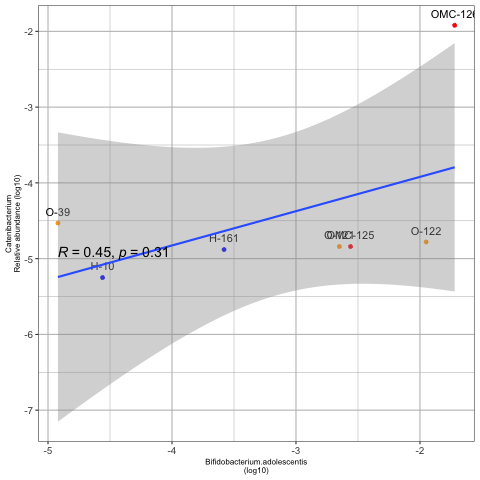 OMC-126
-2
-3
-4
O-39
H-161
OMC-125
O-122
R = 0.45, p = 0.31
H-10
-5
-6
-7
-5
-4
-3
-2
Catenibacterium
Relative abundance (log10)
Bifidobacterium.adolescentis
(log10)